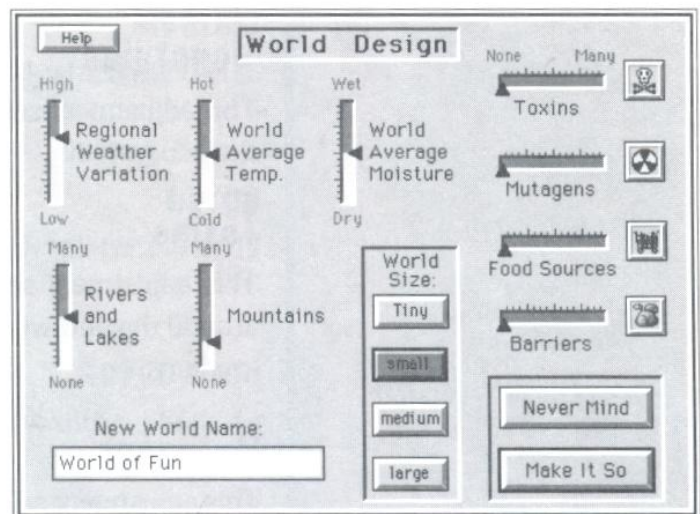 Help
World Design
None Many
Toxins
Mutagens
Food Sources
Barriers
High
Regional
Weather
Variation
Low
Hot
World
Average
Temp.
Cold
Wet
World
Average
Moisture
Dry
Many
Rivers
and
Lakes
None
Many
Mountains
None
World
Size:
Tiny
small
medium
large
New World Name:
World of Fun
Never Mind
Make It So